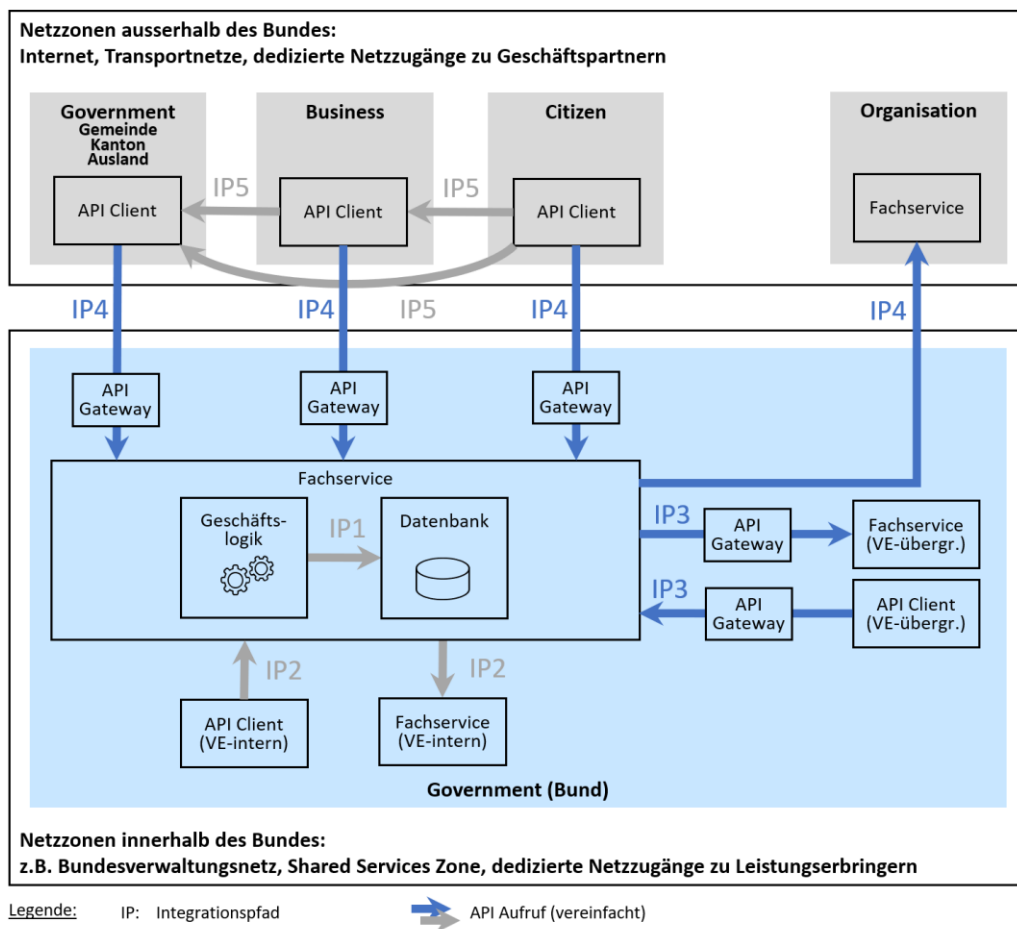 Netzzonen ausserhalb des Bundes:
Internet, Transportnetze, dedizierte Netzzugänge zu Geschäftspartnern
Government
Gemeinde
Kanton
Ausland
Business
Citizen
Organisation
API Client
IP5
API Client
IP5
API Client
Fachservice
IP4
IP4
IP5
IP4
IP4
API
Gateway
API
Gateway
API
Gateway
Fachservice
Geschäfts-
logik
IP1
Datenbank
IP3
API
Gateway
Fachservice
(VE-übergr.)
IP3
API
Gateway
API Client
(VE-übergr.)
IP2
IP2
API Client
(VE-intern)
Fachservice
(VE-intern)
Government (Bund)
Netzzonen innerhalb des Bundes:
z.B. Bundesverwaltungsnetz, Shared Services Zone, dedizierte Netzzugänge zu Leistungserbringern
Legende:
IP: Integrationspfad
API Aufruf (vereinfacht)